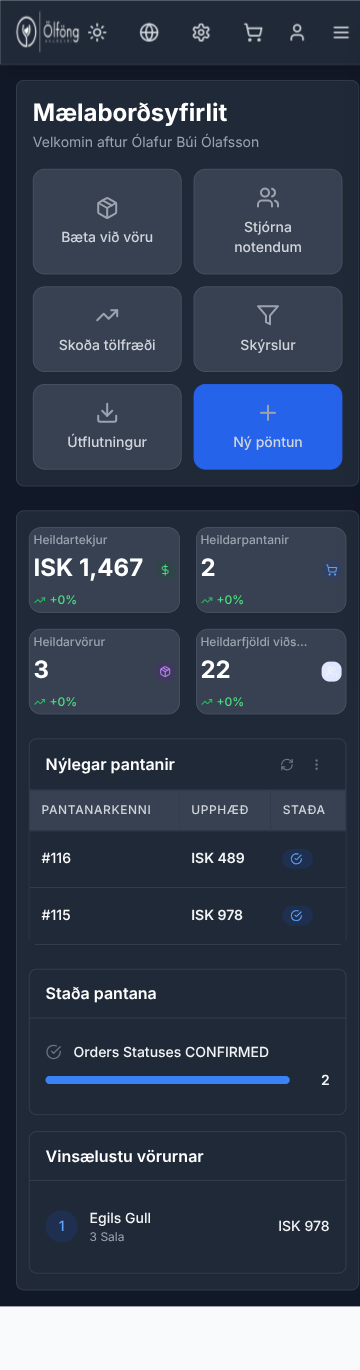 Ölföng
Mælaborðsyfirlit
Velkomin aftur Ólafur Búi Ólafsson
Bæta við vöru
Stjórna
notendum
Skoða tölfræði
Skýrslur
Útflutningur
Ný pöntun
Heildartekjur
ISK 1,467
+0%
Heildarpantanir
2
+0%
Heildarvörur
3
+0%
Heildarfjöldi viðs...
22
+0%
Nýlegar pantanir
PANTANARKENNI UPPHÆÐ STAÐA
#116 ISK 489
#115 ISK 978
Staða pantana
Orders Statuses CONFIRMED
2
Vinsælustu vörurnar
1 Egils Gull ISK 978
3 Sala